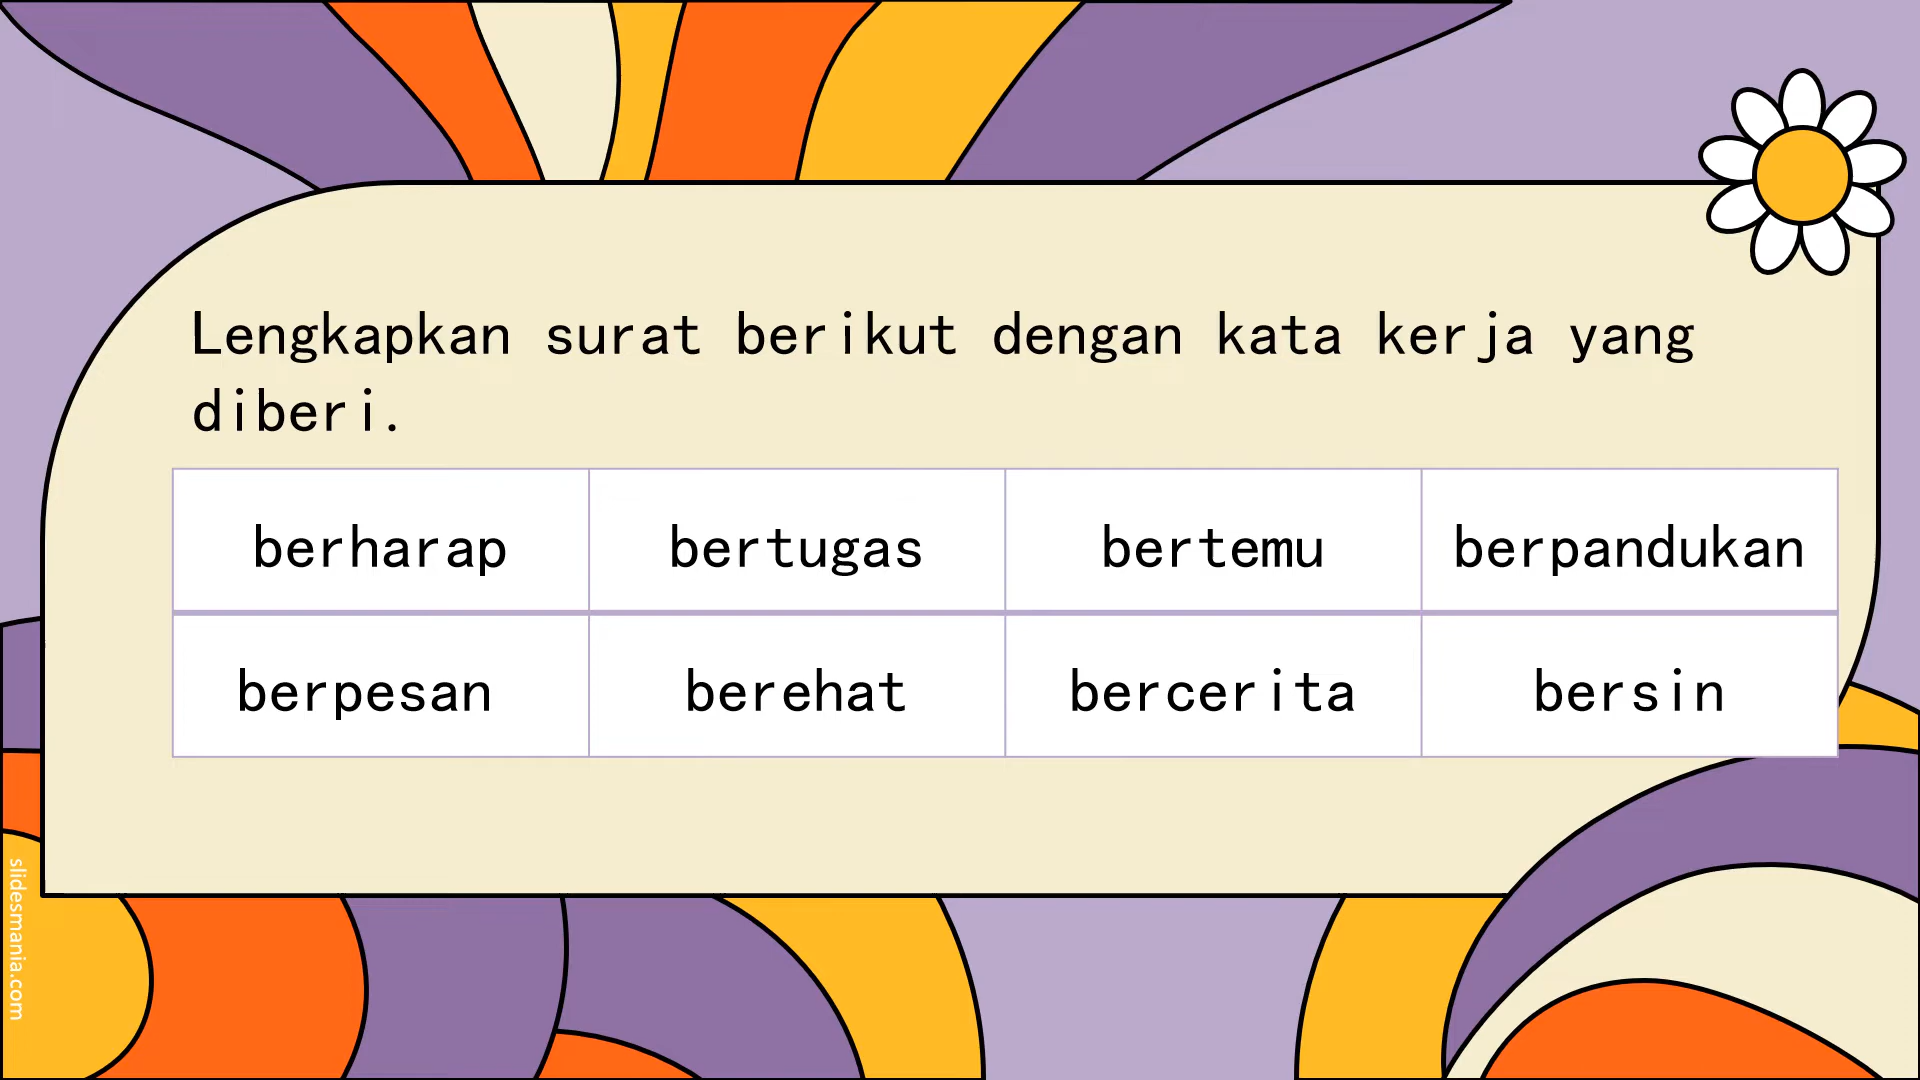 Lengkapkan surat berikut dengan kata kerja yang
diberi.
berharap bertugas bertemu berpandukan
berpesan berehat bercerita bersin
slidesmania.com